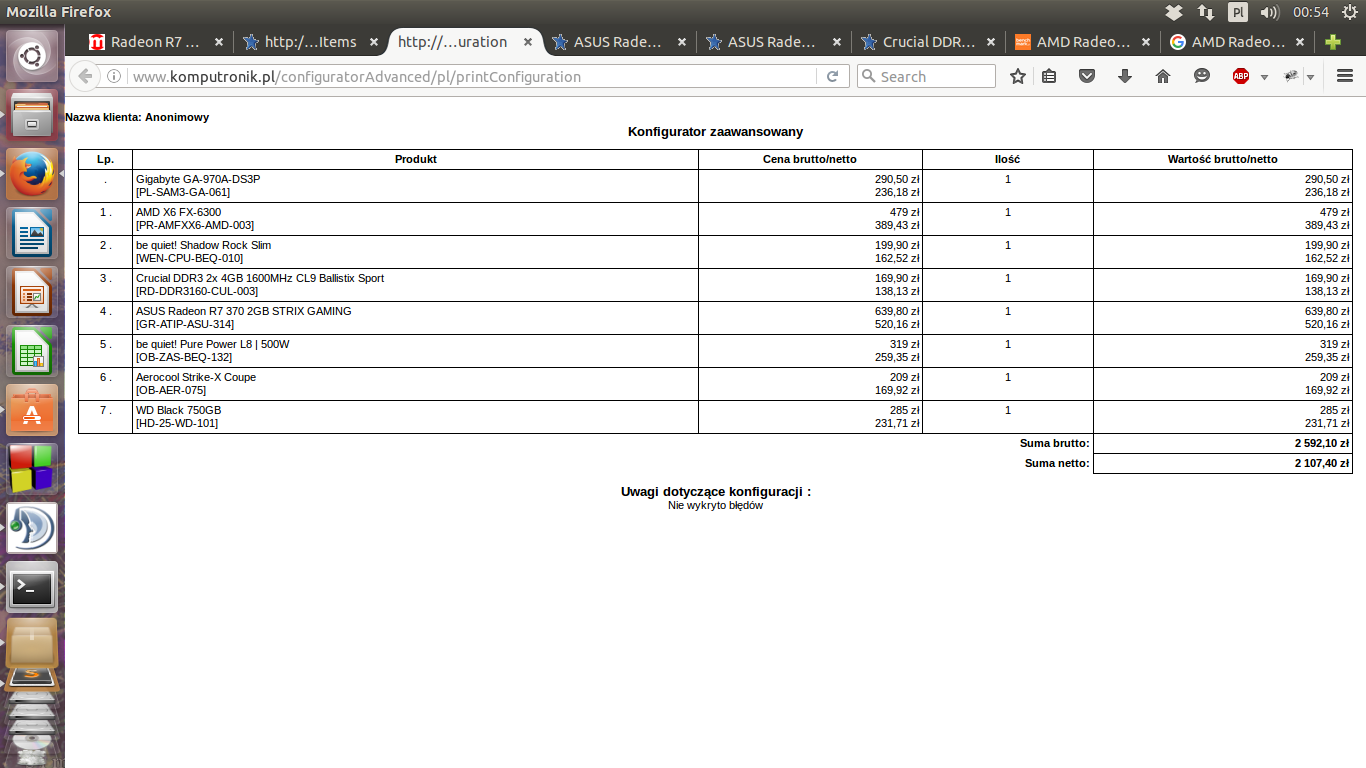 Mozilla Firefox
Pl
00:54
Radeon R7 ...
http:/...Items
http://...uration
ASUS Rade...
ASUS Rade...
Crucial DDR...
AMD Radeo...
AMD Radeo...
www.komputronik.pl/configuratorAdvanced/pl/printConfiguration
Search
ABP
Nazwa klienta: Anonimowy
Konfigurator zaawansowany
Lp. Produkt Cena brutto/netto Ilość Wartość brutto/netto
. Gigabyte GA-970A-DS3P 290,50 zł 1 290,50 zł
[PL-SAM3-GA-061] 236,18 zł 236,18 zł
1 . AMD X6 FX-6300 479 zł 1 479 zł
[PR-AMFXX6-AMD-003] 389,43 zł 389,43 zł
2 . be quiet! Shadow Rock Slim 199,90 zł 1 199,90 zł
[WEN-CPU-BEQ-010] 162,52 zł 162,52 zł
3 . Crucial DDR3 2x 4GB 1600MHz CL9 Ballistix Sport 169,90 zł 1 169,90 zł
[RD-DDR3160-CUL-003] 138,13 zł 138,13 zł
4 . ASUS Radeon R7 370 2GB STRIX GAMING 639,80 zł 1 639,80 zł
[GR-ATIP-ASU-314] 520,16 zł 520,16 zł
5 . be quiet! Pure Power L8 | 500W 319 zł 1 319 zł
[OB-ZAS-BEQ-132] 259,35 zł 259,35 zł
6 . Aerocool Strike-X Coupe 209 zł 1 209 zł
[OB-AER-075] 169,92 zł 169,92 zł
7 . WD Black 750GB 285 zł 1 285 zł
[HD-25-WD-101] 231,71 zł 231,71 zł
Suma brutto: 2 592,10 zł
Suma netto: 2 107,40 zł
Uwagi dotyczące konfiguracji :
Nie wykryto błędów